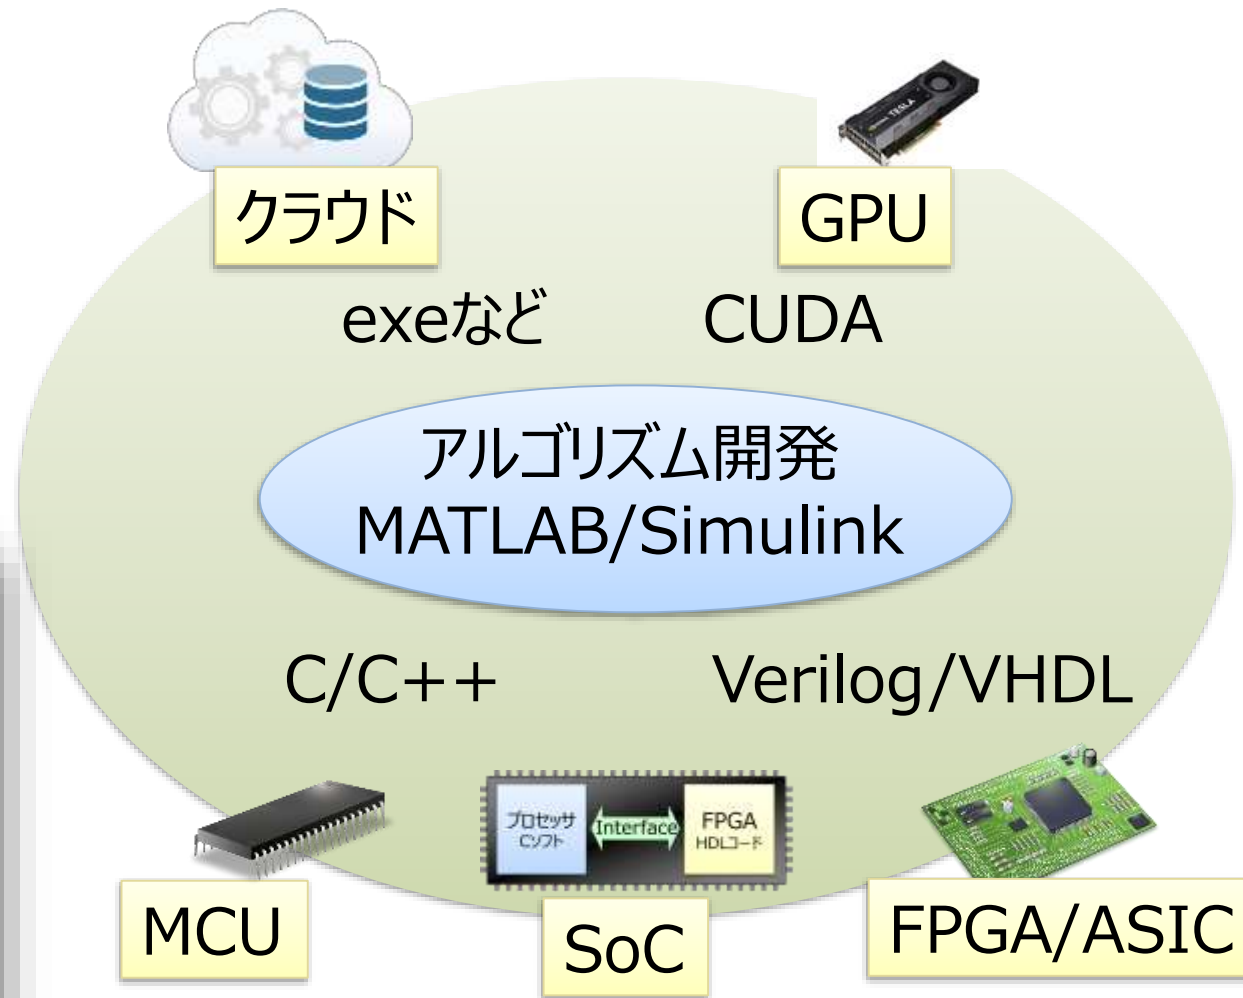 TESLA
クラウド
GPU
exeなど
CUDA
アルゴリズム開発
MATLAB/Simulink
C/C++
Verilog/VHDL
プロセッサ
Cソフト
Interface
FPGA
HDLコード
MCU
SoC
FPGA/ASIC